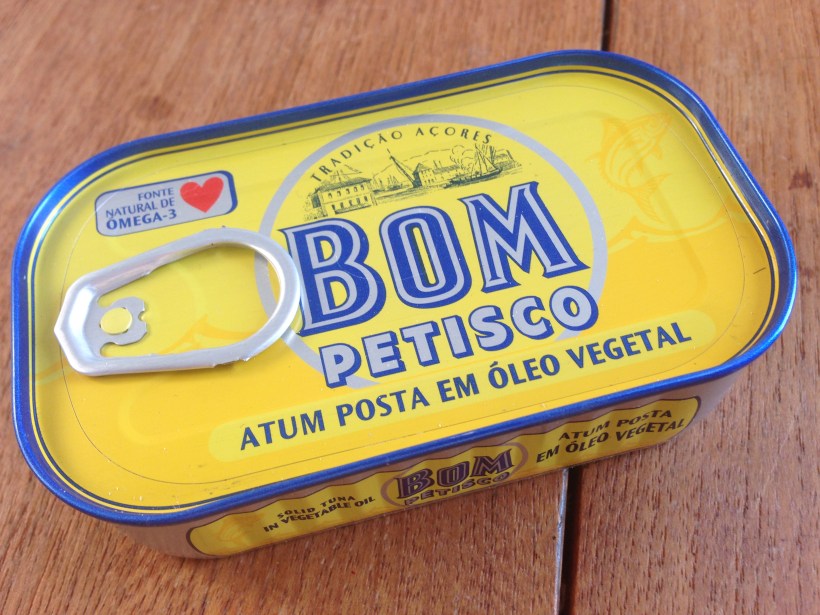 TRADIÇÃO AÇORES
FONTE
NATURAL DE
ÓMEGA-3
BOM
PETISCO
ATUM POSTA EM ÓLEO VEGETAL
SOLID TUNA
IN VEGETABLE OIL
BOM
PETISCO
ATUM POSTA
EM ÓLEO VEGETAL